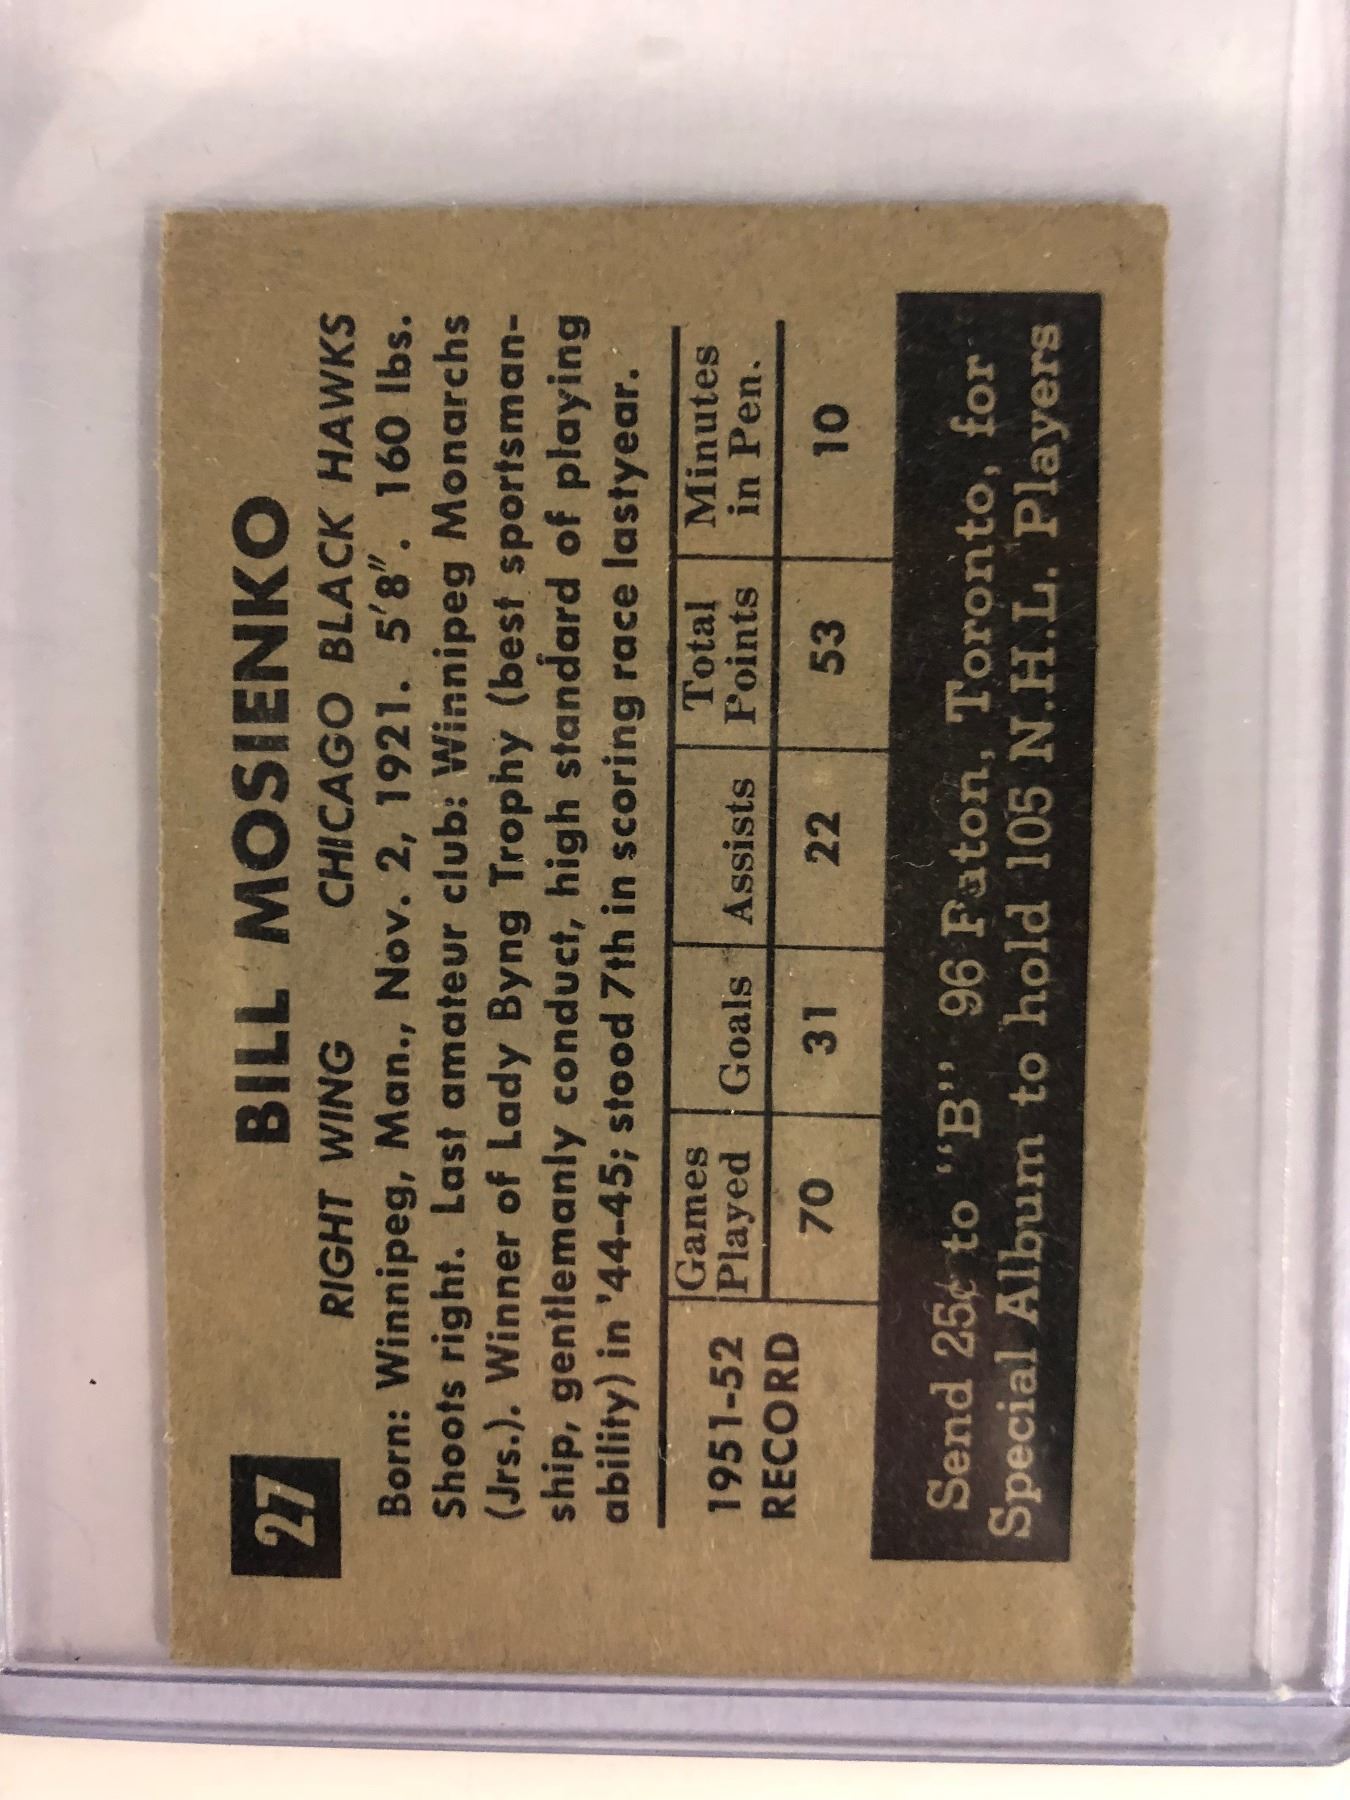 27
BILL MOSIENKO
RIGHT WING CHICAGO BLACK HAWKS
Born: Winnipeg, Man., Nov. 2, 1921. 5'8". 160 lbs.
Shoots right. Last amateur club: Winnipeg Monarchs
(Jrs.). Winner of Lady Byng Trophy (best sportsman-
ship, gentlemanly conduct, high standard of playing
ability) in '44-45; stood 7th in scoring race lastyear.
1951-52 RECORD
Games Played Goals Assists Total Points Minutes in Pen.
70 31 22 53 10
Send 25¢ to "B" 96 Paton, Toronto, for
Special Album to hold 105 N.H.L. Players